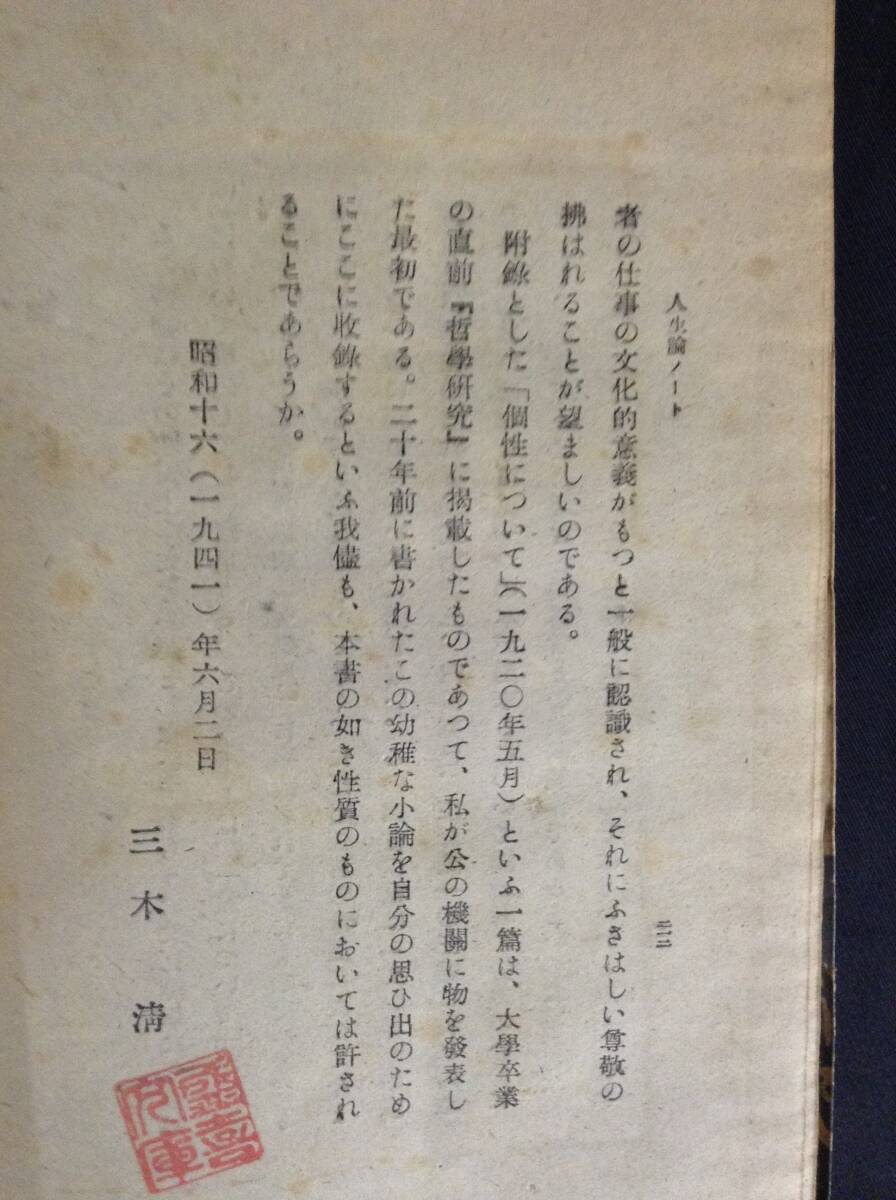 人生論ノート
二一二
者の仕事の文化的意義がもつと一般に認識され、それにふさはしい尊敬の
拂はれることが望ましいのである。
附錄とした「個性について」（一九二〇年五月）といふ一篇は、大學卒業
の直前『哲學硏究』に揭載したものであつて、私が公の機關に物を發表し
た最初である。二十年前に書かれたこの幼稚な小論を自分の思ひ出のため
にここに收錄するといふ我儘も、本書の如き性質のものにおいては許され
ることであらうか。
昭和十六（一九四一）年六月二日
三木淸